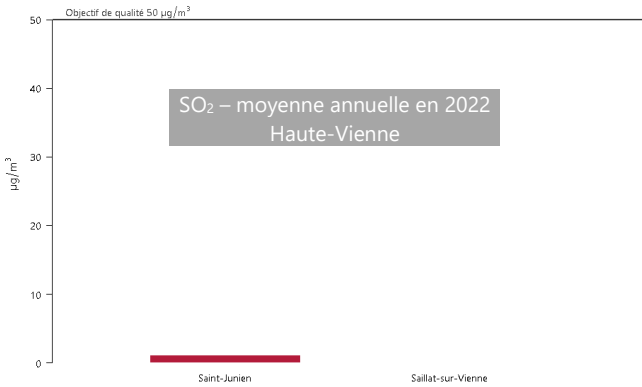 Objectif de qualité 50 µg/m³
50
40
30
20
10
0
µg/m³
SO₂ – moyenne annuelle en 2022
Haute-Vienne
Saint-Junien
Saillat-sur-Vienne